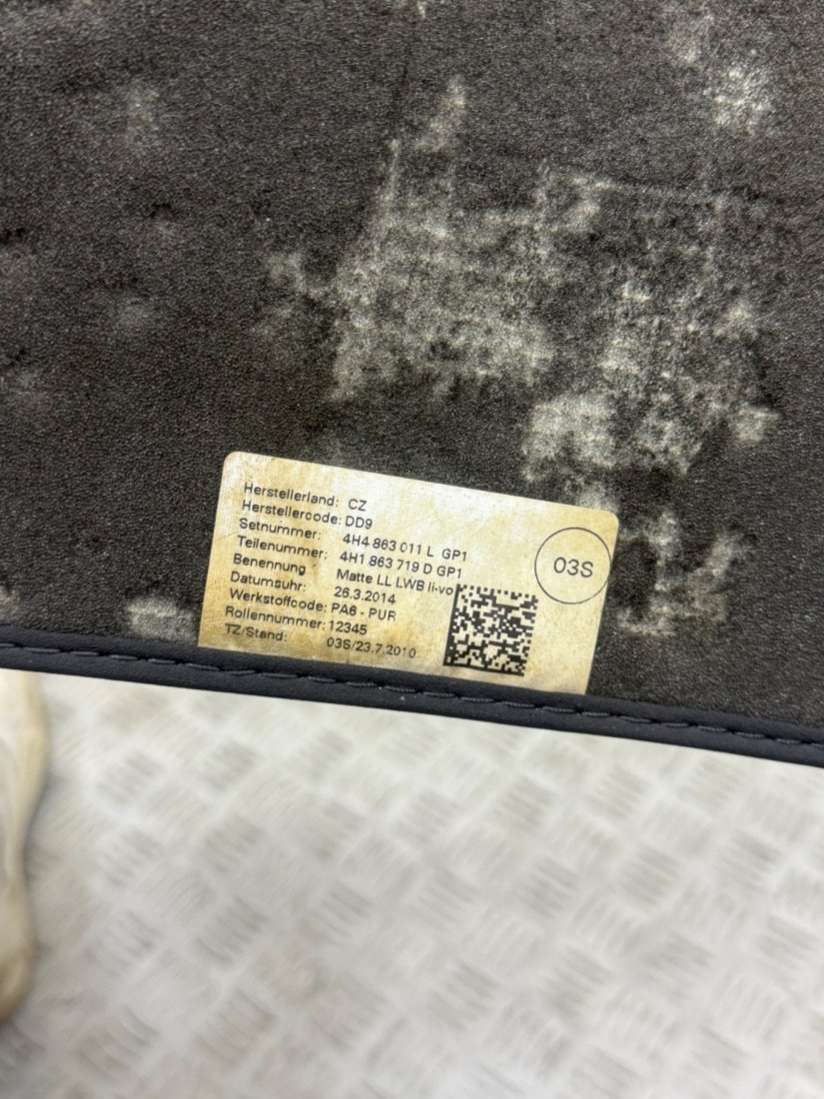 Herstellerland: CZ
Herstellercode: DD9
Setnummer: 4H4 863 011 L GP1
Teilenummer: 4H1 863 719 D GP1
Benennung Matte LL LWB li-vo
Datumsuhr: 26.3.2014
Werkstoffcode: PA6 - PUR
Rollennummer: 12345
TZ/Stand: 03S/23.7.2010
03S